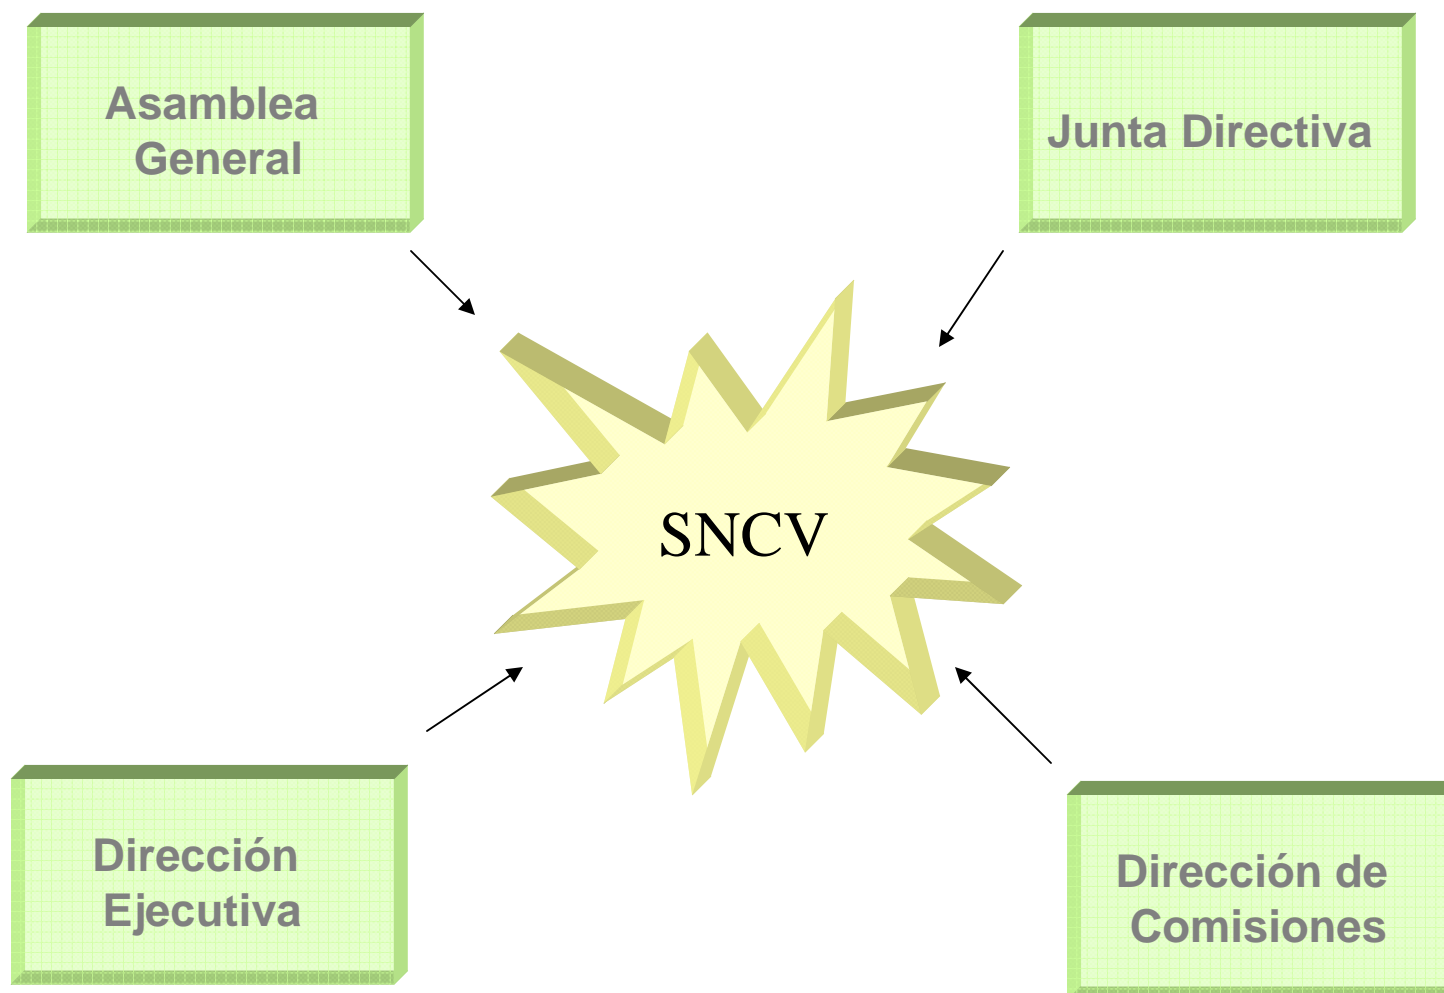 Asamblea
General
Junta Directiva
SNCV
Dirección
Ejecutiva
Dirección de
Comisiones